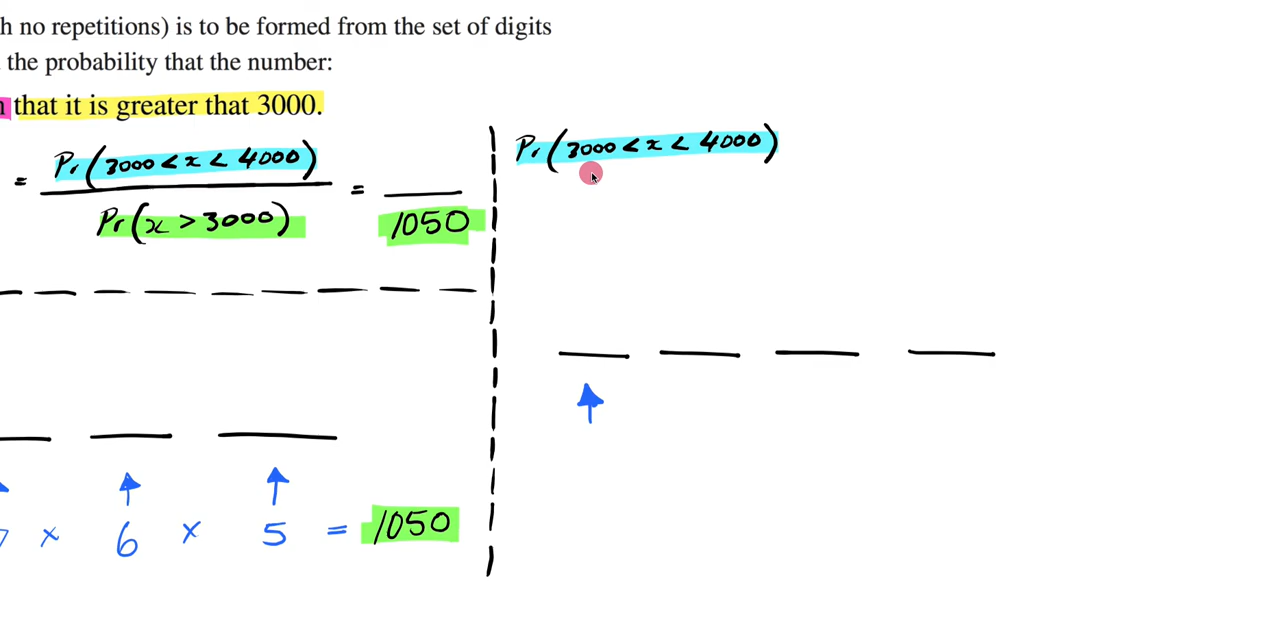 h no repetitions) is to be formed from the set of digits
the probability that the number:
that it is greater that 3000.
= Pr(3000 < x < 4000) / Pr(x > 3000) = ___ / 1050
Pr(3000 < x < 4000)
× 6 × 5 = 1050